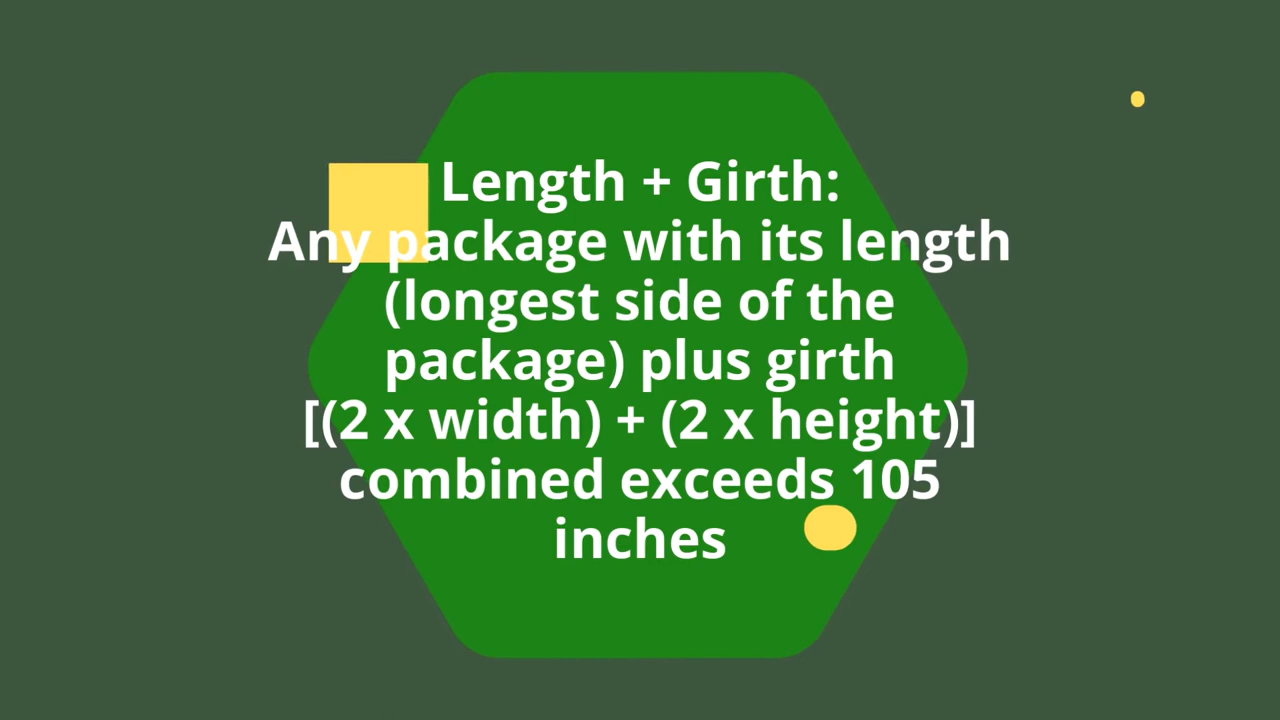 Length + Girth:
Any package with its length
(longest side of the
package) plus girth
[(2 x width) + (2 x height)]
combined exceeds 105
inches